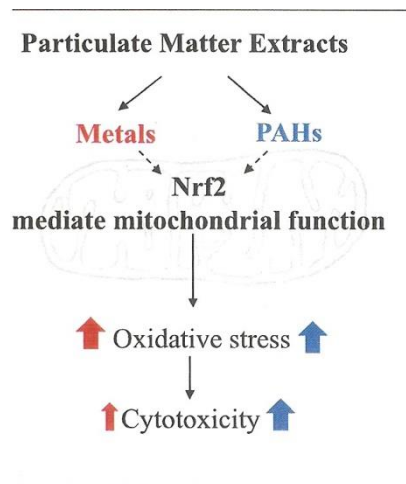 Particulate Matter Extracts
Metals PAHs
Nrf2
mediate mitochondrial function
Oxidative stress
Cytotoxicity